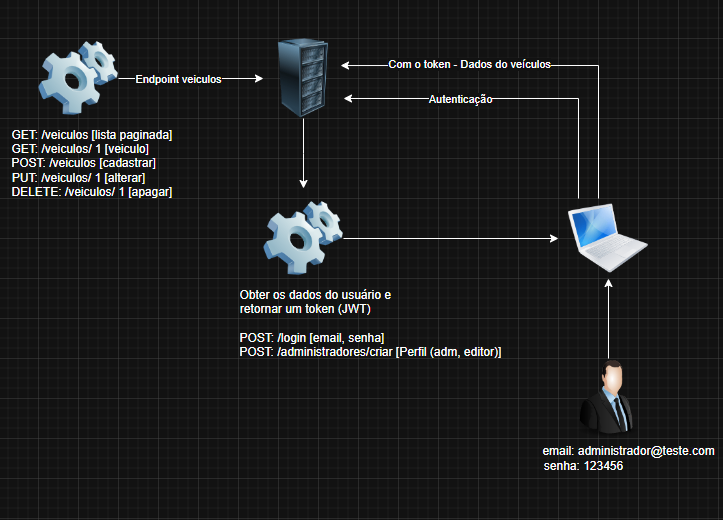 Com o token - Dados do veículos
Endpoint veiculos
Autenticação
GET: /veiculos [lista paginada]
GET: /veiculos/ 1 [veiculo]
POST: /veiculos [cadastrar]
PUT: /veiculos/ 1 [alterar]
DELETE: /veiculos/ 1 [apagar]
Obter os dados do usuário e
retornar um token (JWT)
POST: /login [email, senha]
POST: /administradores/criar [Perfil (adm, editor)]
email: administrador@teste.com
senha: 123456